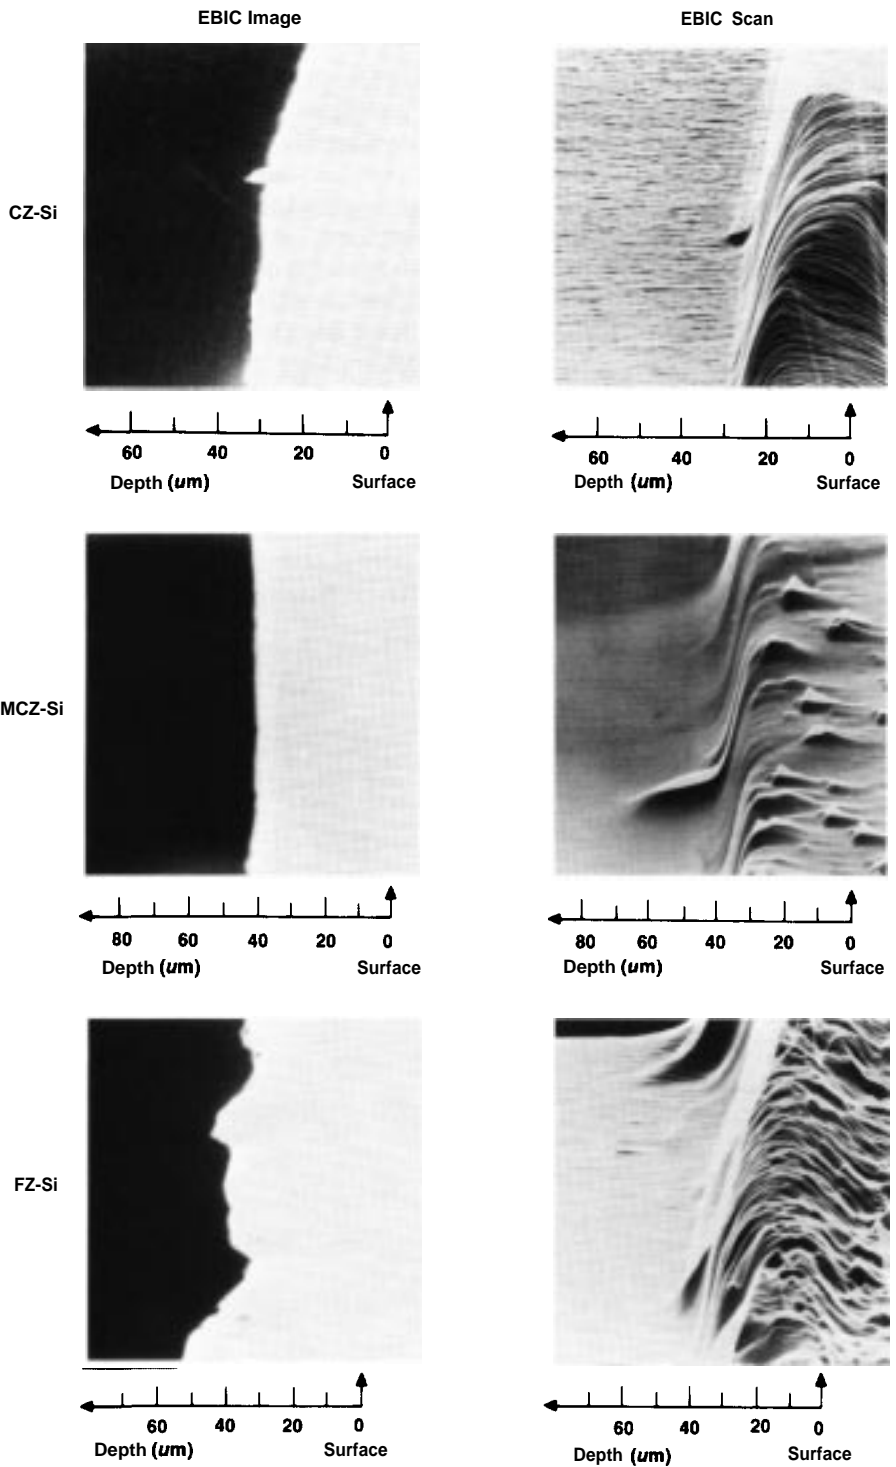 EBIC Image EBIC Scan
CZ-Si
60 40 20 0 60 40 20 0
Depth (um) Surface Depth (um) Surface
MCZ-Si
80 60 40 20 0 80 60 40 20 0
Depth (um) Surface Depth (um) Surface
FZ-Si
60 40 20 0 60 40 20 0
Depth (um) Surface Depth (um) Surface